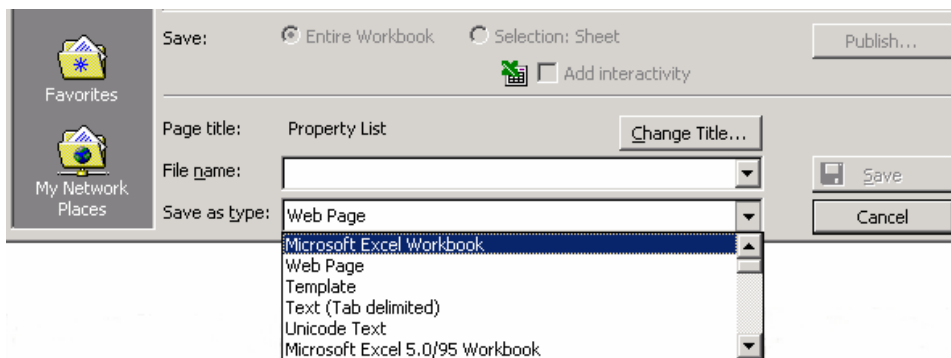 Save:
Entire Workbook
Selection: Sheet
Publish...
Add interactivity
Favorites
Page title:
Property List
Change Title...
File name:
Save
My Network
Places
Save as type:
Web Page
Cancel
Microsoft Excel Workbook
Web Page
Template
Text (Tab delimited)
Unicode Text
Microsoft Excel 5.0/95 Workbook